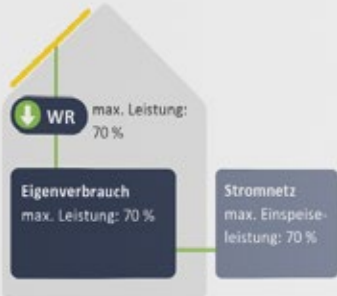 WR
max. Leistung:
70 %
Eigenverbrauch
max. Leistung: 70 %
Stromnetz
max. Einspeise-
leistung: 70 %